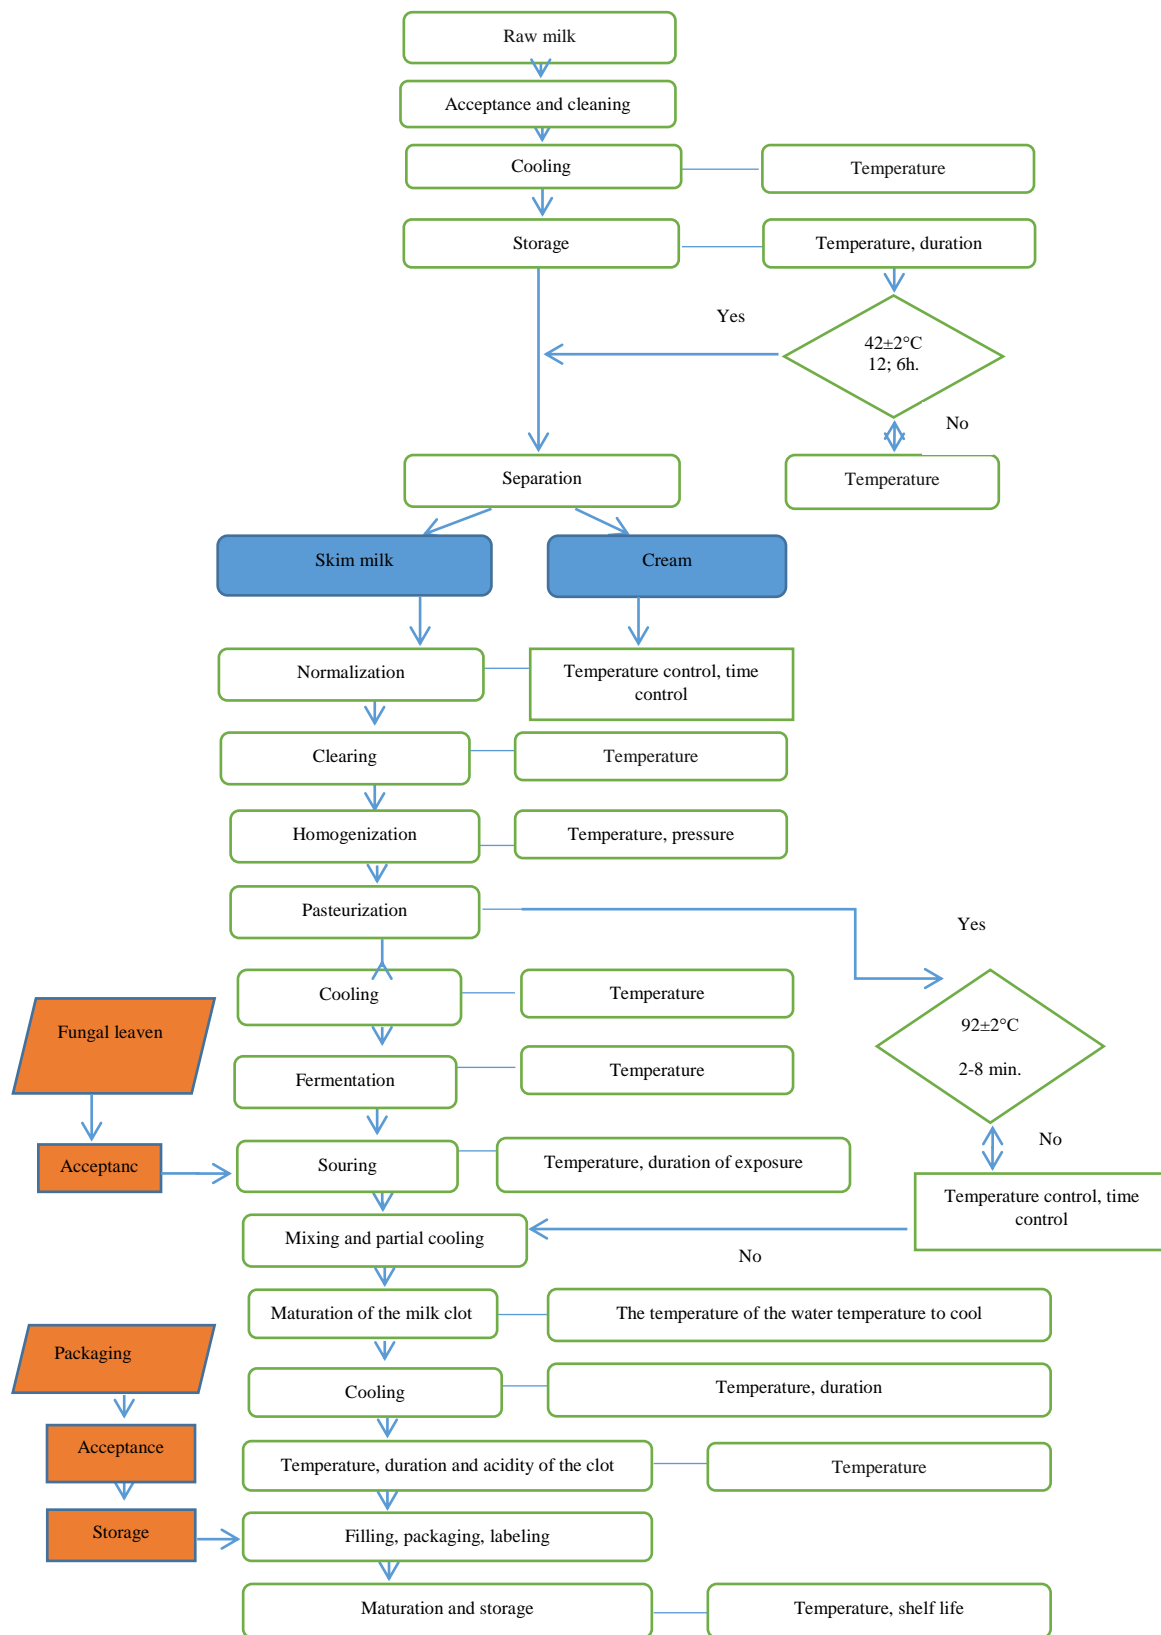 Raw milk
Acceptance and cleaning
Cooling
Temperature
Storage
Temperature, duration
Yes
42±2°C
12; 6h.
No
Separation
Temperature
Skim milk
Cream
Normalization
Temperature control, time
control
Clearing
Temperature
Homogenization
Temperature, pressure
Pasteurization
Yes
Cooling
Temperature
Fungal leaven
92±2°C
2-8 min.
Fermentation
Temperature
No
Acceptanc
Souring
Temperature, duration of exposure
Temperature control, time
control
Mixing and partial cooling
No
Maturation of the milk clot
The temperature of the water temperature to cool
Packaging
Cooling
Temperature, duration
Acceptance
Temperature, duration and acidity of the clot
Temperature
Storage
Filling, packaging, labeling
Maturation and storage
Temperature, shelf life